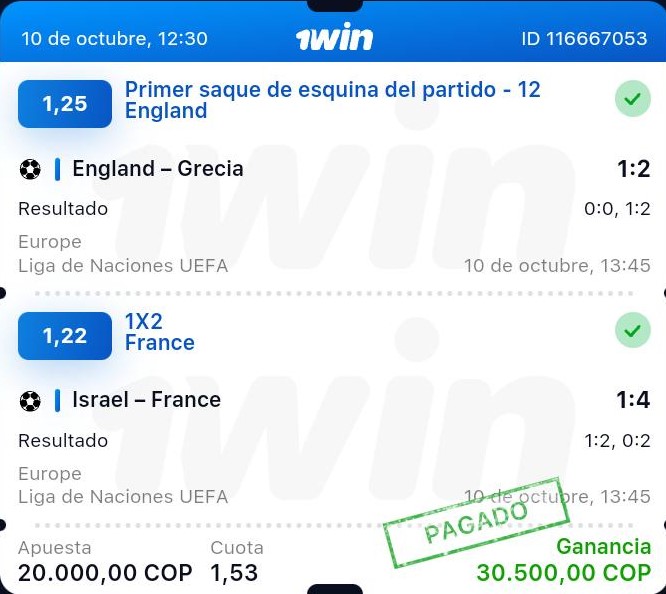 10 de octubre, 12:30 1win ID 116667053
1,25 Primer saque de esquina del partido - 12
England
England – Grecia 1:2
Resultado 0:0, 1:2
Europe
Liga de Naciones UEFA 10 de octubre, 13:45
1,22 1X2
France
Israel – France 1:4
Resultado 1:2, 0:2
Europe
Liga de Naciones UEFA 10 de octubre, 13:45
PAGADO
Apuesta Cuota Ganancia
20.000,00 COP 1,53 30.500,00 COP